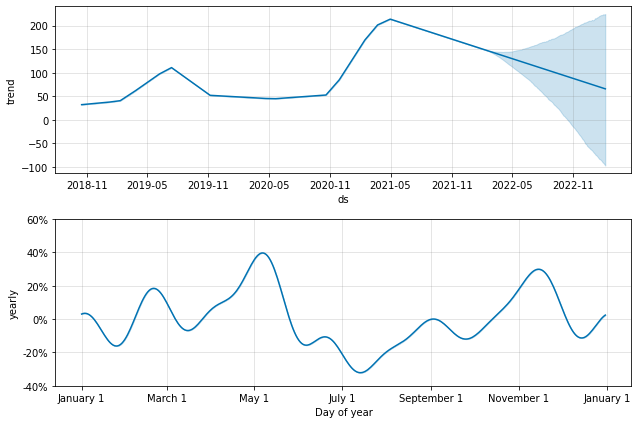 trend
200
150
100
50
0
−50
−100
2018-11 2019-05 2019-11 2020-05 2020-11 2021-05 2021-11 2022-05 2022-11
ds
yearly
60%
40%
20%
0%
-20%
-40%
January 1 March 1 May 1 July 1 September 1 November 1 January 1
Day of year